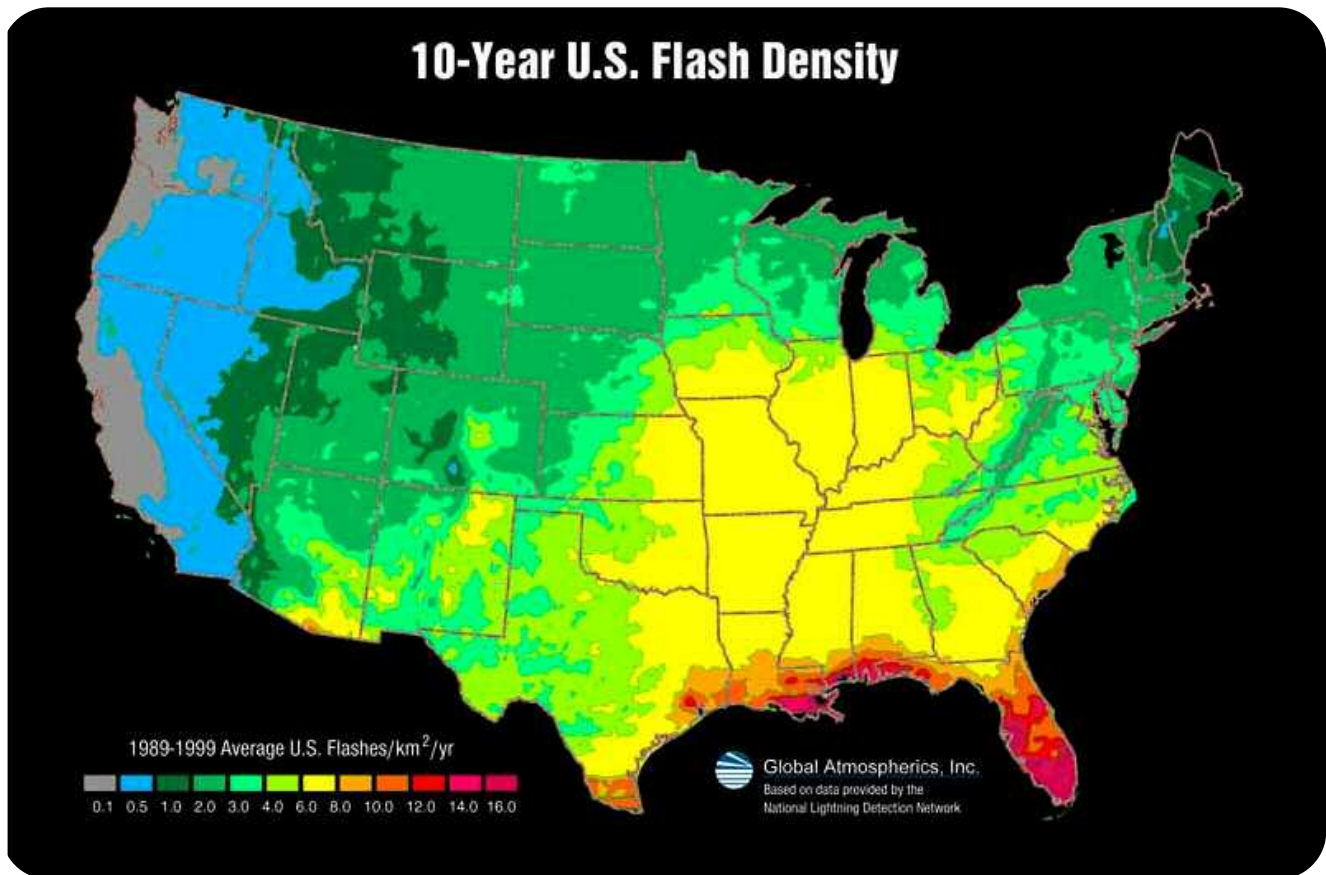 10-Year U.S. Flash Density
1989-1999 Average U.S. Flashes/km²/yr
0.1 0.5 1.0 2.0 3.0 4.0 6.0 8.0 10.0 12.0 14.0 16.0
Global Atmospherics, Inc.
Based on data provided by the
National Lightning Detection Network